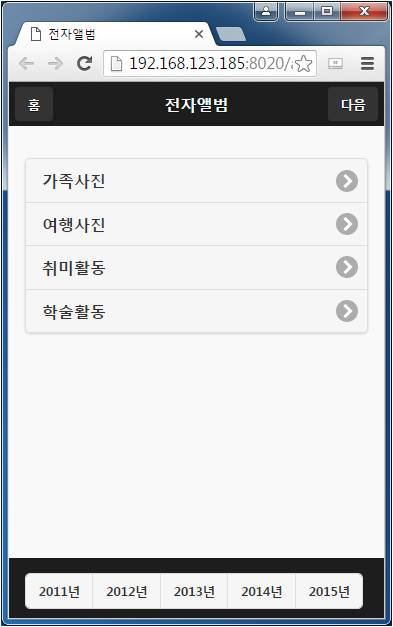 전자앨범
192.168.123.185:8020/
홈 전자앨범 다음
가족사진
여행사진
취미활동
학술활동
2011년 2012년 2013년 2014년 2015년